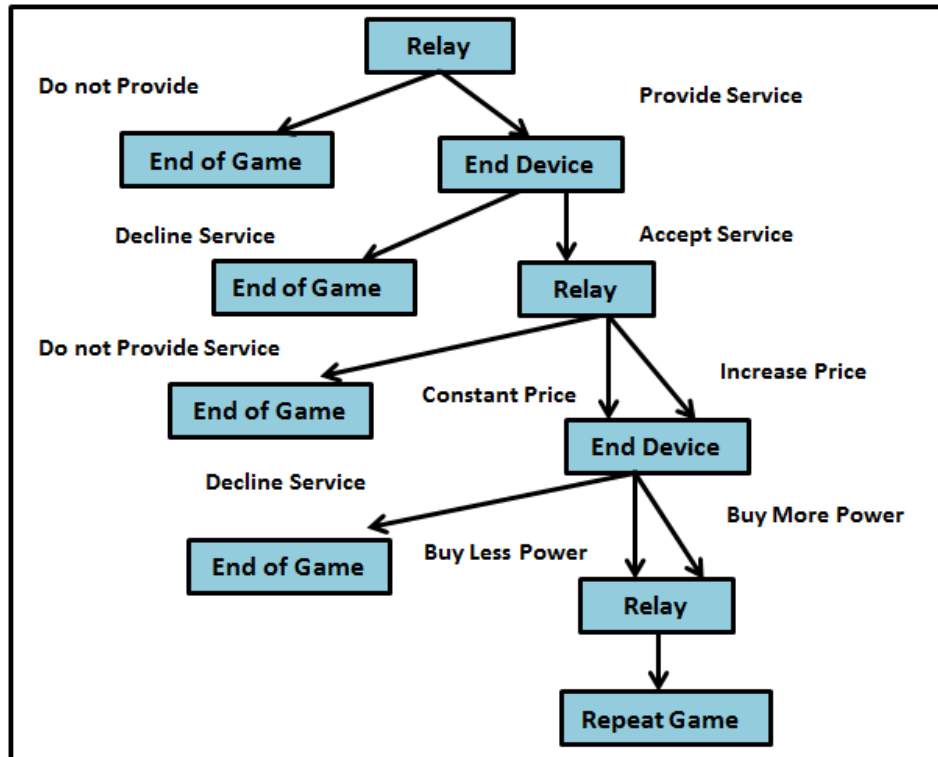 Relay
Do not Provide
Provide Service
End of Game
End Device
Decline Service
Accept Service
End of Game
Relay
Do not Provide Service
Increase Price
Constant Price
End of Game
End Device
Decline Service
Buy More Power
Buy Less Power
End of Game
Relay
Repeat Game